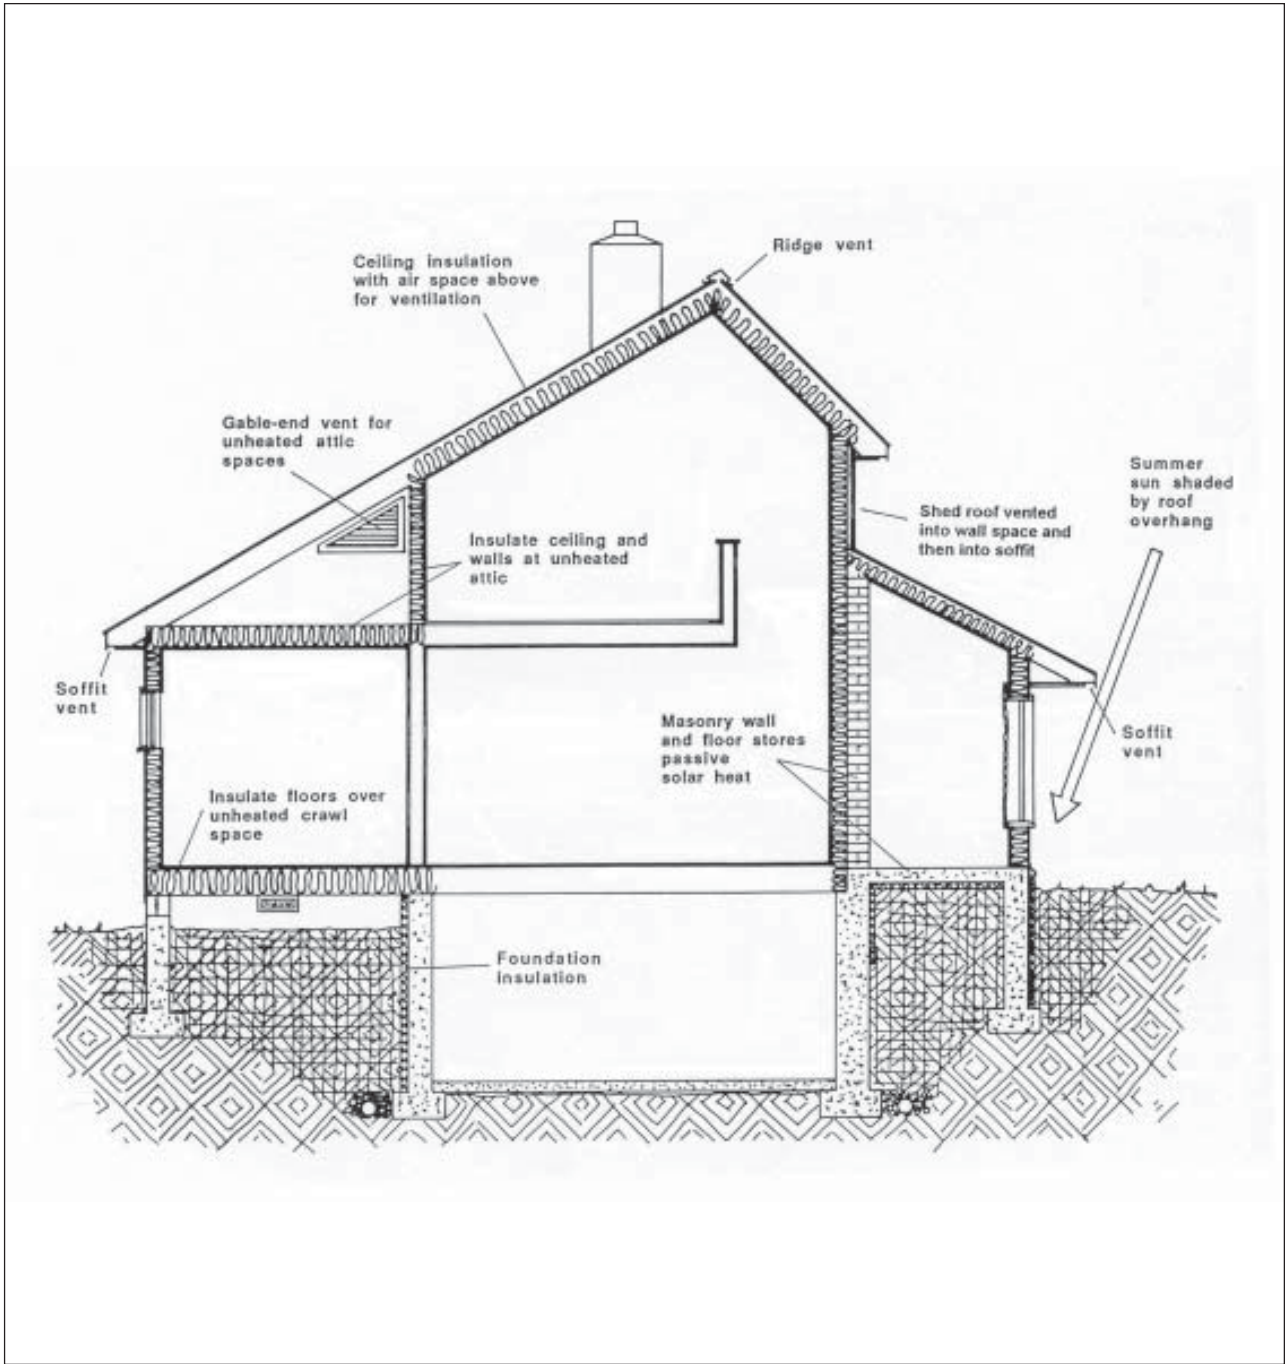 Ridge vent
Ceiling insulation
with air space above
for ventilation
Gable-end vent for
unheated attic
spaces
Summer
sun shaded
by roof
overhang
Shed roof vented
into wall space and
then into soffit
Insulate ceiling and
walls at unheated
attic
Soffit
vent
Masonry wall
and floor stores
passive
solar heat
Soffit
vent
Insulate floors over
unheated crawl
space
Foundation
insulation